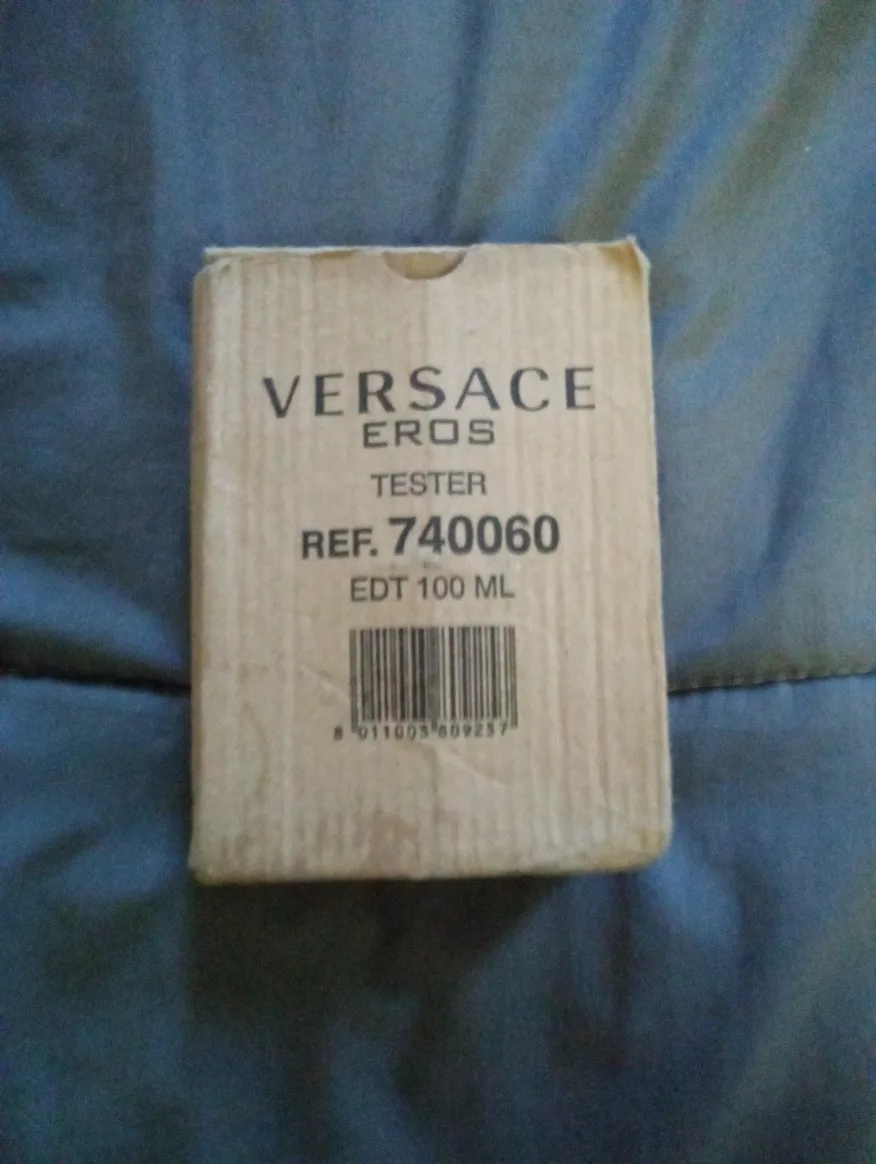 VERSACE
EROS
TESTER
REF. 740060
EDT 100 ML
8 011003 809237